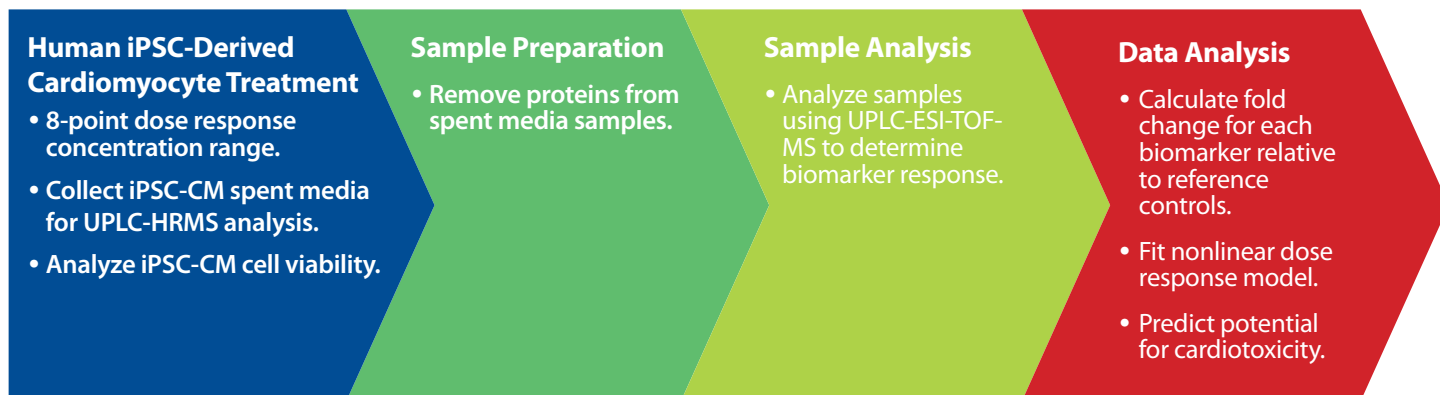 Human iPSC-Derived
Cardiomyocyte Treatment
• 8-point dose response
concentration range.
• Collect iPSC-CM spent media
for UPLC-HRMS analysis.
• Analyze iPSC-CM cell viability.
Sample Preparation
• Remove proteins from
spent media samples.
Sample Analysis
• Analyze samples
using UPLC-ESI-TOF-
MS to determine
biomarker response.
Data Analysis
• Calculate fold
change for each
biomarker relative
to reference
controls.
• Fit nonlinear dose
response model.
• Predict potential
for cardiotoxicity.